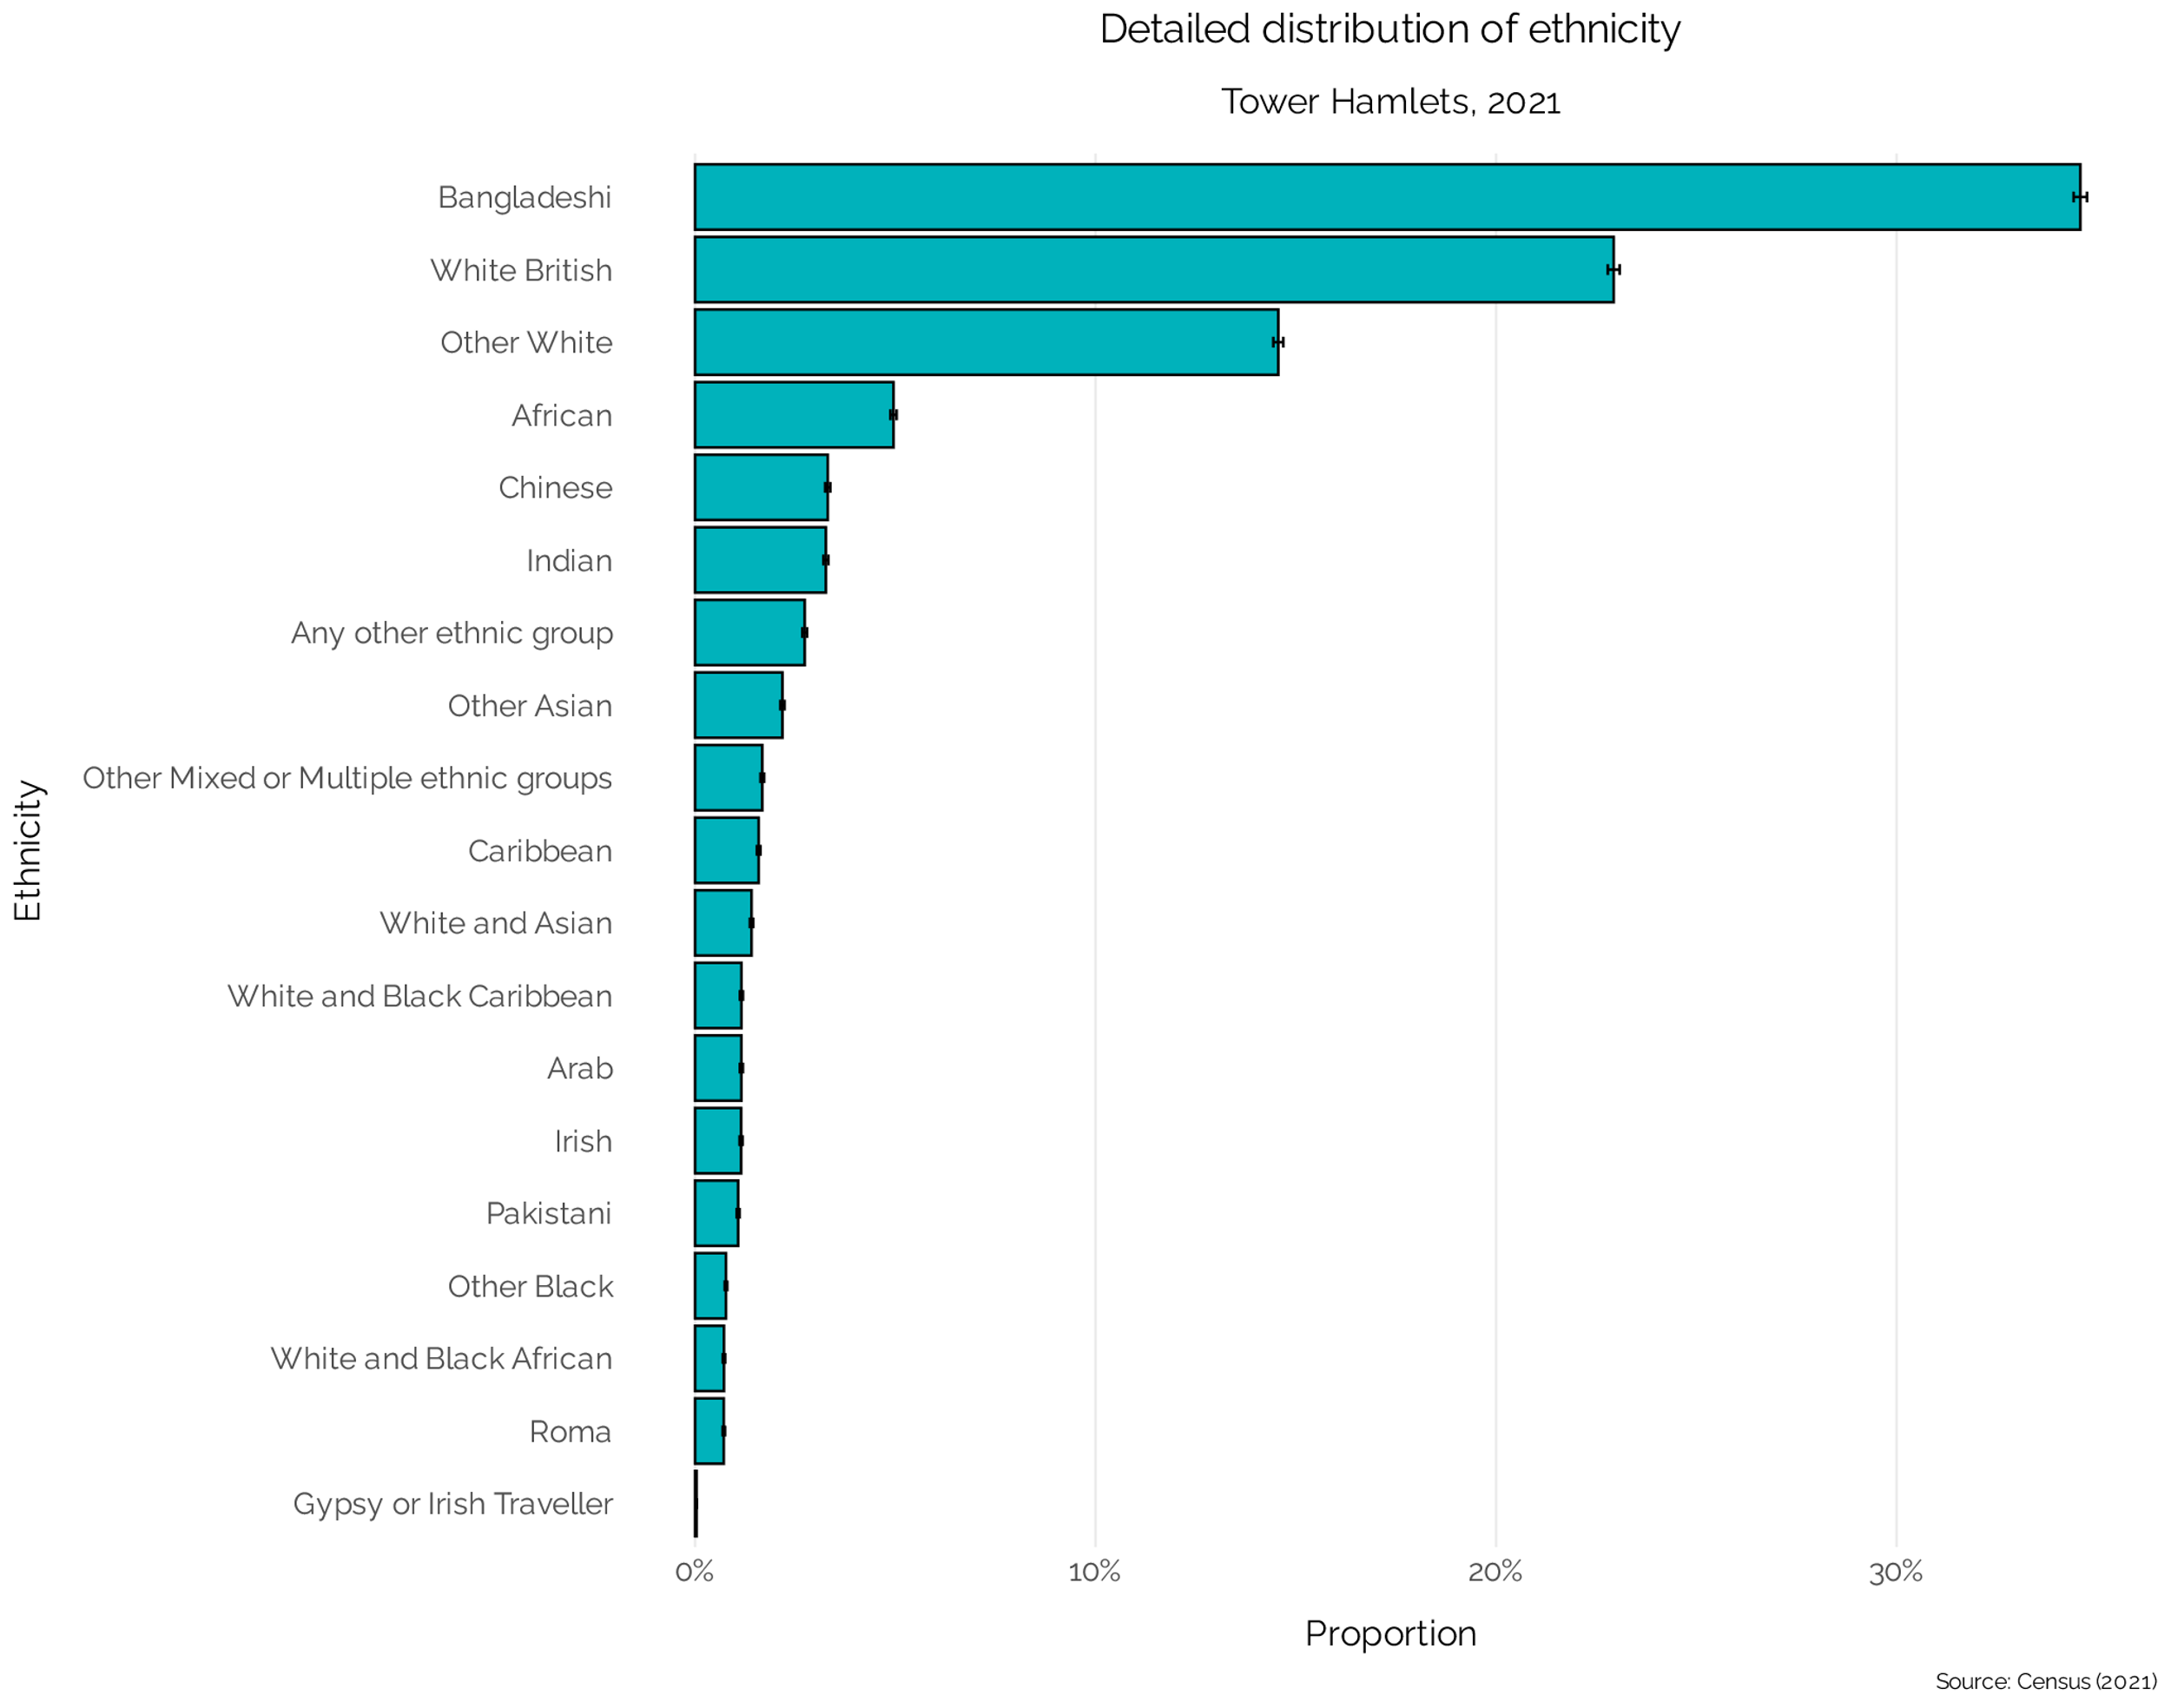 Detailed distribution of ethnicity
Tower Hamlets, 2021
Ethnicity
Bangladeshi
White British
Other White
African
Chinese
Indian
Any other ethnic group
Other Asian
Other Mixed or Multiple ethnic groups
Caribbean
White and Asian
White and Black Caribbean
Arab
Irish
Pakistani
Other Black
White and Black African
Roma
Gypsy or Irish Traveller
0% 10% 20% 30%
Proportion
Source: Census (2021)